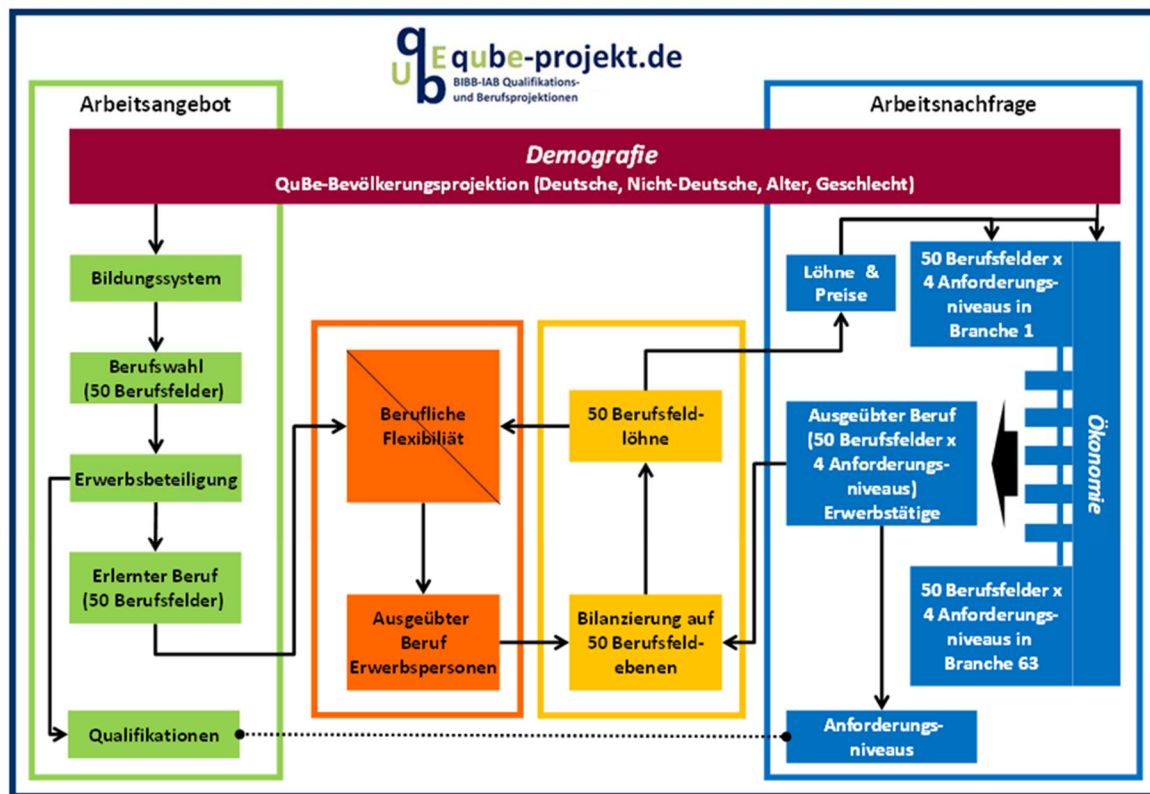 qUEb
qube-projekt.de
BIBB-IAB Qualifikations-
und Berufsprojektionen
Arbeitsangebot
Arbeitsnachfrage
Demografie
QuBe-Bevölkerungsprojektion (Deutsche, Nicht-Deutsche, Alter, Geschlecht)
Bildungssystem
Berufswahl
(50 Berufsfelder)
Erwerbsbeteiligung
Erlernter Beruf
(50 Berufsfelder)
Qualifikationen
Berufliche
Flexibiliät
Ausgeübter
Beruf
Erwerbspersonen
50 Berufsfeld-
löhne
Bilanzierung auf
50 Berufsfeld-
ebenen
Löhne &
Preise
50 Berufsfelder x
4 Anforderungs-
niveaus in
Branche 1
Ausgeübter Beruf
(50 Berufsfelder x
4 Anforderungs-
niveaus)
Erwerbstätige
Ökonomie
50 Berufsfelder x
4 Anforderungs-
niveaus in
Branche 63
Anforderungs-
niveaus